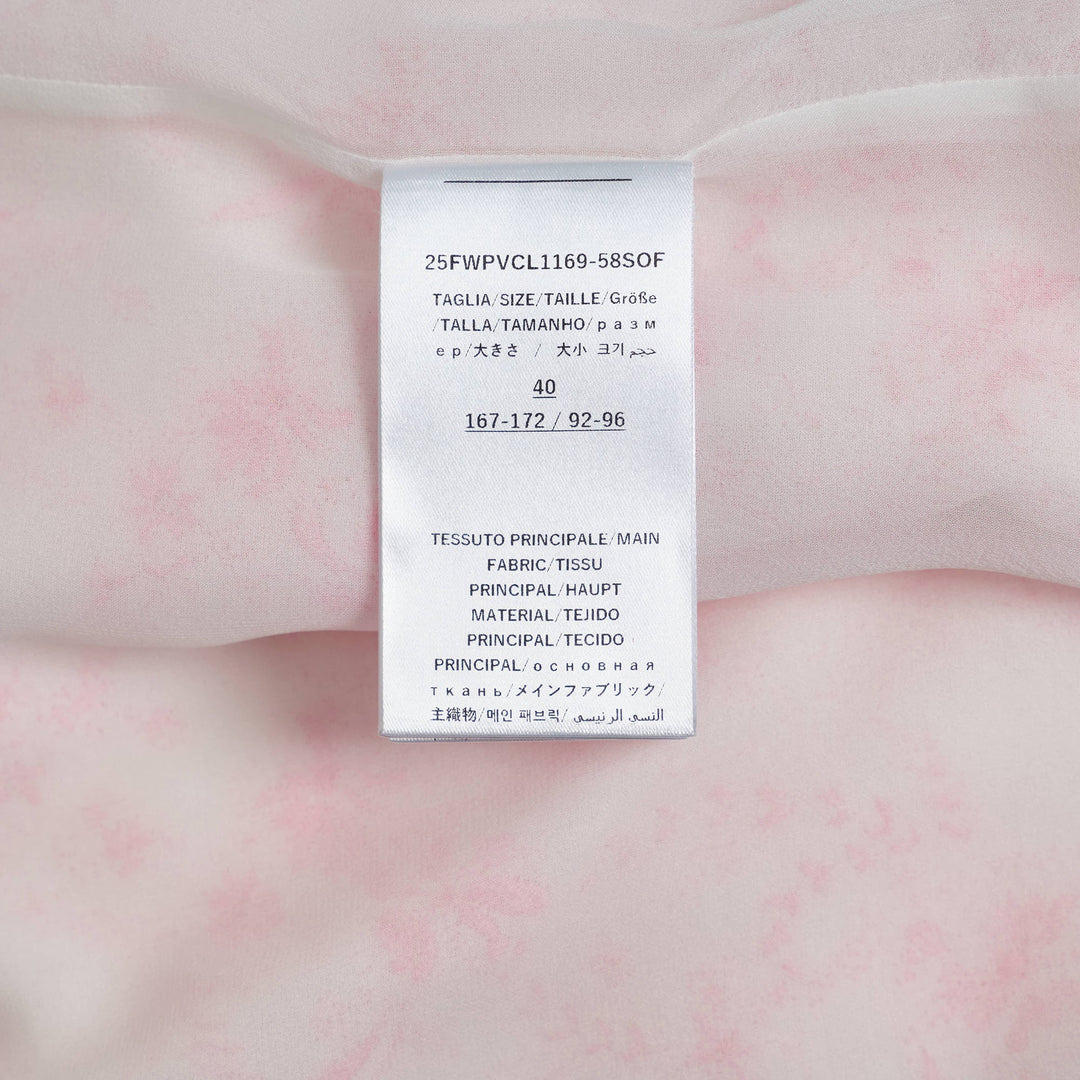 25FWPVCL1169-58SOF
TAGLIA/SIZE/TAILLE/Größe
/TALLA/TAMANHO/разм
ер/大きさ / 大小 크기 حجم
40
167-172 / 92-96
TESSUTO PRINCIPALE/MAIN
FABRIC/TISSU
PRINCIPAL/HAUPT
MATERIAL/TEJIDO
PRINCIPAL/TECIDO
PRINCIPAL/основная
ткань/メインファブリック/
主織物/메인 패브릭/ النسى الرئيسي